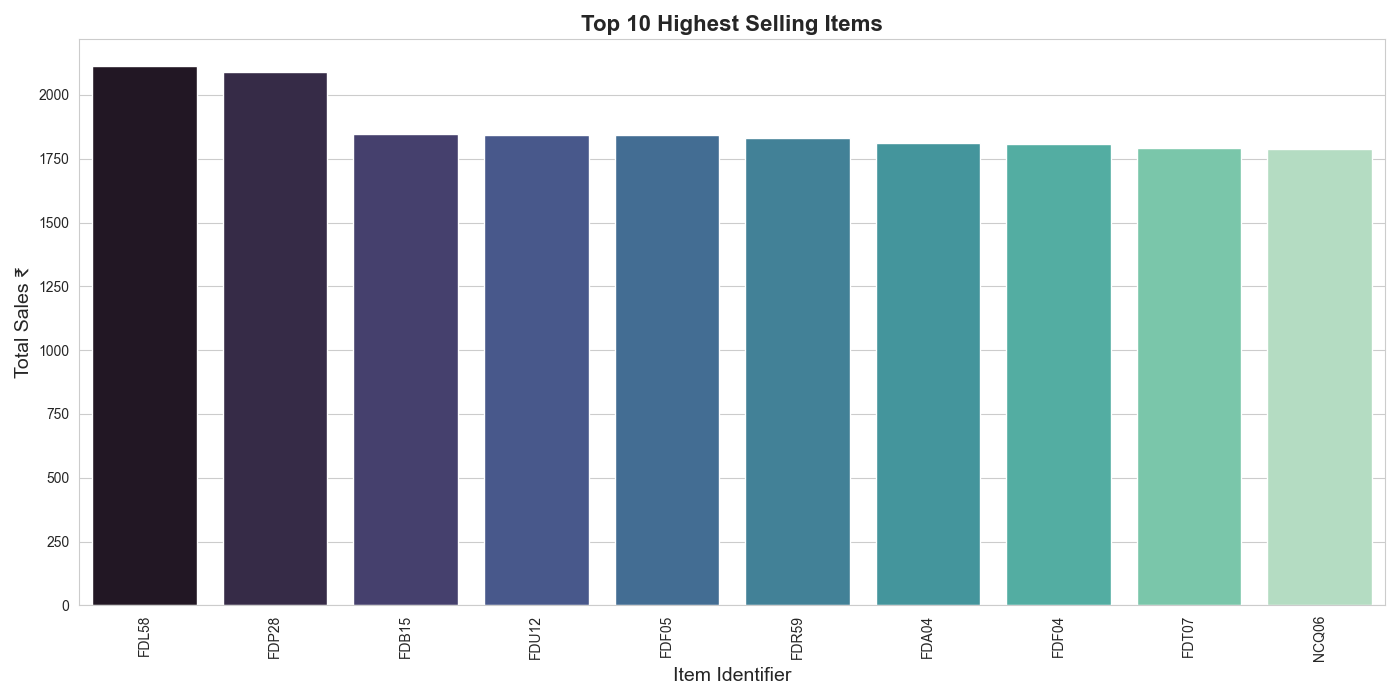 Top 10 Highest Selling Items
Total Sales ₹
2000
1750
1500
1250
1000
750
500
250
0
FDL58
FDP28
FDB15
FDU12
FDF05
FDR59
FDA04
FDF04
FDT07
NCQ06
Item Identifier